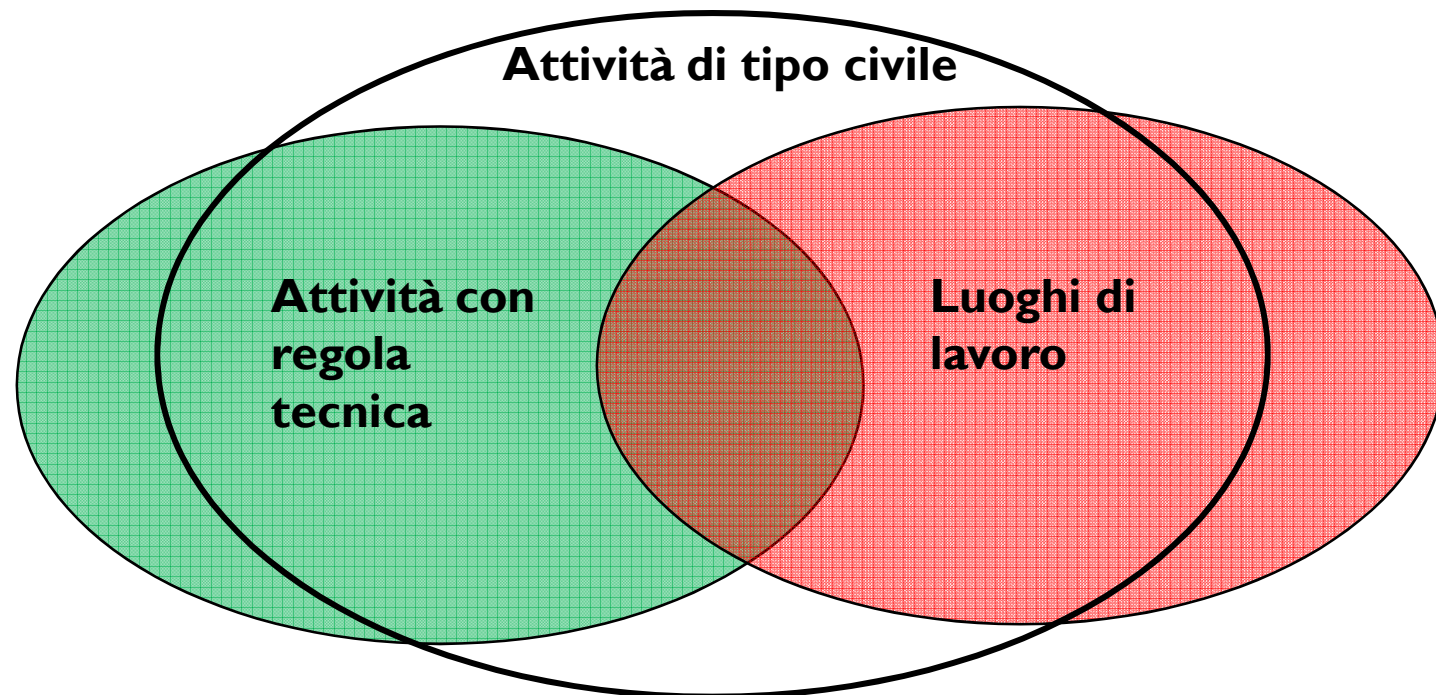 Attività di tipo civile
Attività con
regola
tecnica
Luoghi di
lavoro